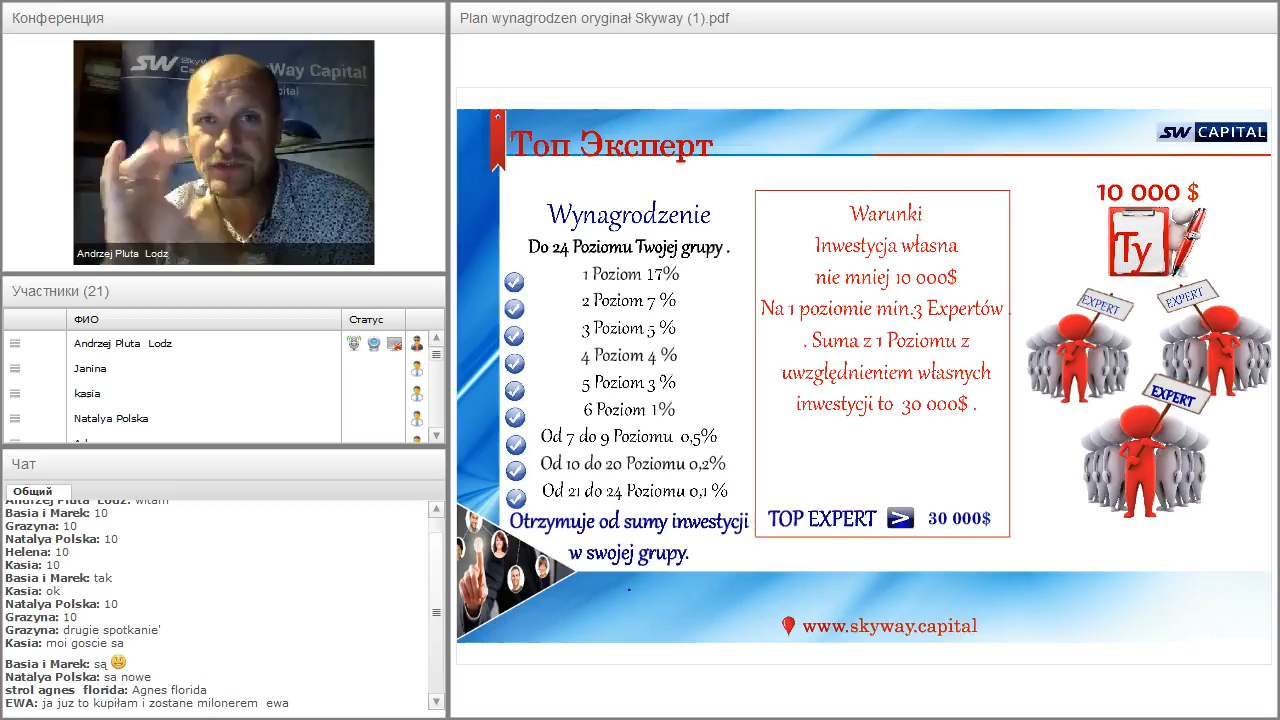 Конференция
SW
Way Capital
Andrzej Pluta Lodz
Участники (21)
ФИО
Статус
Andrzej Pluta Lodz
Janina
kasia
Natalya Polska
Чат
Общий
Andrzej Pluta Lodz: witam
Basia i Marek: 10
Grazyna: 10
Natalya Polska: 10
Helena: 10
Kasia: 10
Basia i Marek: tak
Kasia: ok
Natalya Polska: 10
Grazyna: 10
Grazyna: drugie spotkanie'
Kasia: moi goscie sa
Basia i Marek: są
Natalya Polska: sa nowe
strol agnes florida: Agnes florida
EWA: ja juz to kupiłam i zostene milonerem ewa
Plan wynagrodzen oryginał Skyway (1).pdf
Топ Эксперт
SW CAPITAL
Wynagrodzenie
Do 24 Poziomu Twojej grupy .
1 Poziom 17%
2 Poziom 7 %
3 Poziom 5 %
4 Poziom 4 %
5 Poziom 3 %
6 Poziom 1%
Od 7 do 9 Poziomu 0,5%
Od 10 do 20 Poziomu 0,2%
Od 21 do 24 Poziomu 0,1 %
Otrzymuje od sumy inwestycji
w swojej grupy.
.
Warunki
Inwestycja własna
nie mniej 10 000$
Na 1 poziomie min.3 Expertów .
. Suma z 1 Poziomu z
uwzględnieniem własnych
inwestycji to 30 000$ .
TOP EXPERT > 30 000$
10 000 $
Ty
EXPERT
EXPERT
EXPERT
www.skyway.capital